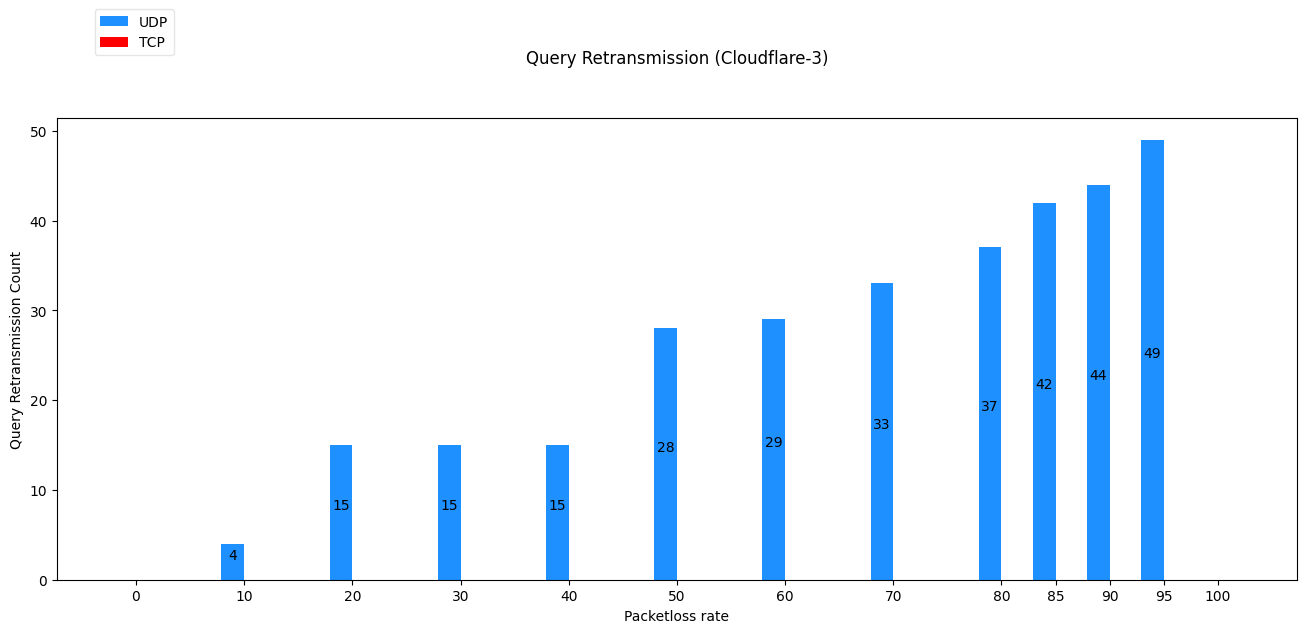 UDP
TCP
Query Retransmission (Cloudflare-3)
50
40
30
20
10
0
Query Retransmission Count
4
15
15
15
28
29
33
37
42
44
49
0 10 20 30 40 50 60 70 80 85 90 95 100
Packetloss rate